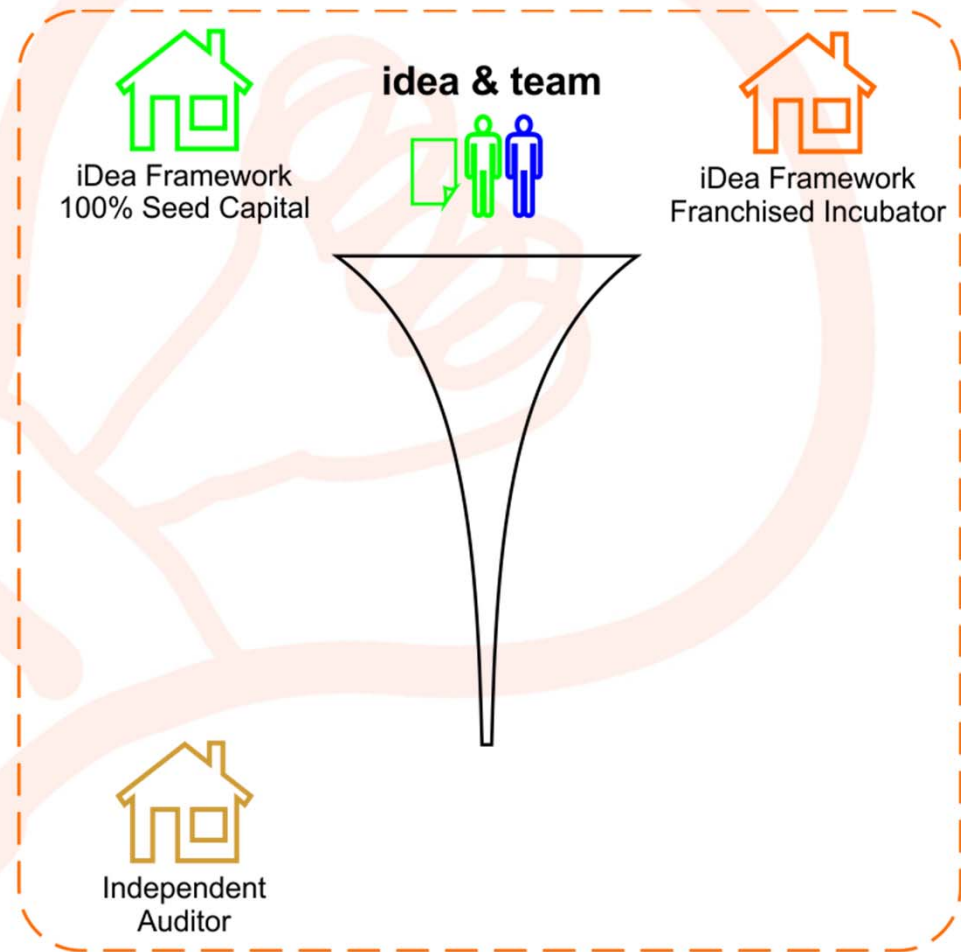 idea & team
iDea Framework
100% Seed Capital
iDea Framework
Franchised Incubator
Independent
Auditor